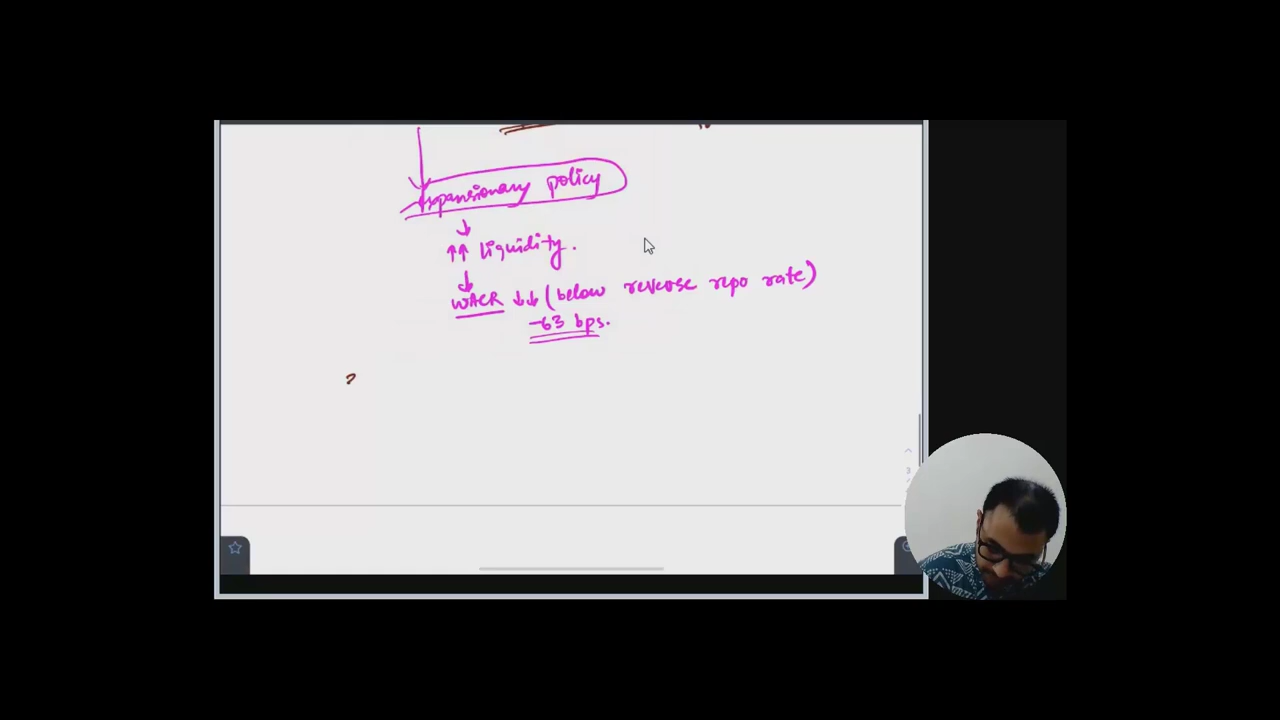 expansionary policy
↓
↑↑ liquidity.
↓
WACR ↓↓ (below reverse repo rate)
-63 bps.
?